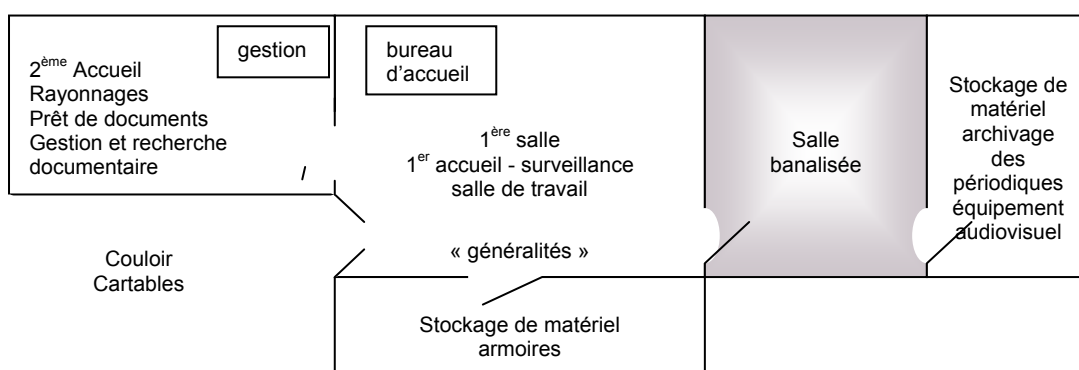 gestion
2ème Accueil
Rayonnages
Prêt de documents
Gestion et recherche
documentaire
/
bureau
d’accueil
1ère salle
1er accueil - surveillance
salle de travail
« généralités »
Salle
banalisée
Stockage de
matériel
archivage
des
périodiques
équipement
audiovisuel
Couloir
Cartables
Stockage de matériel
armoires